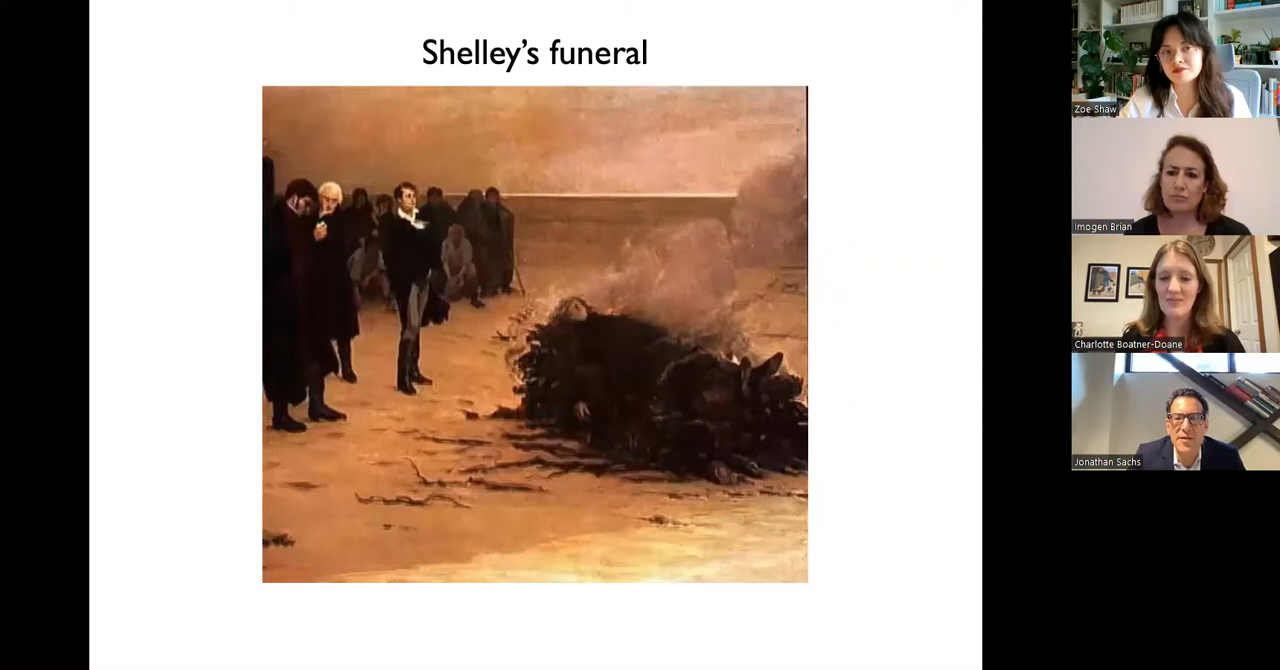 Shelley's funeral
Zoe Shaw
Imogen Brian
Charlotte Boatner-Doane
Jonathan Sachs